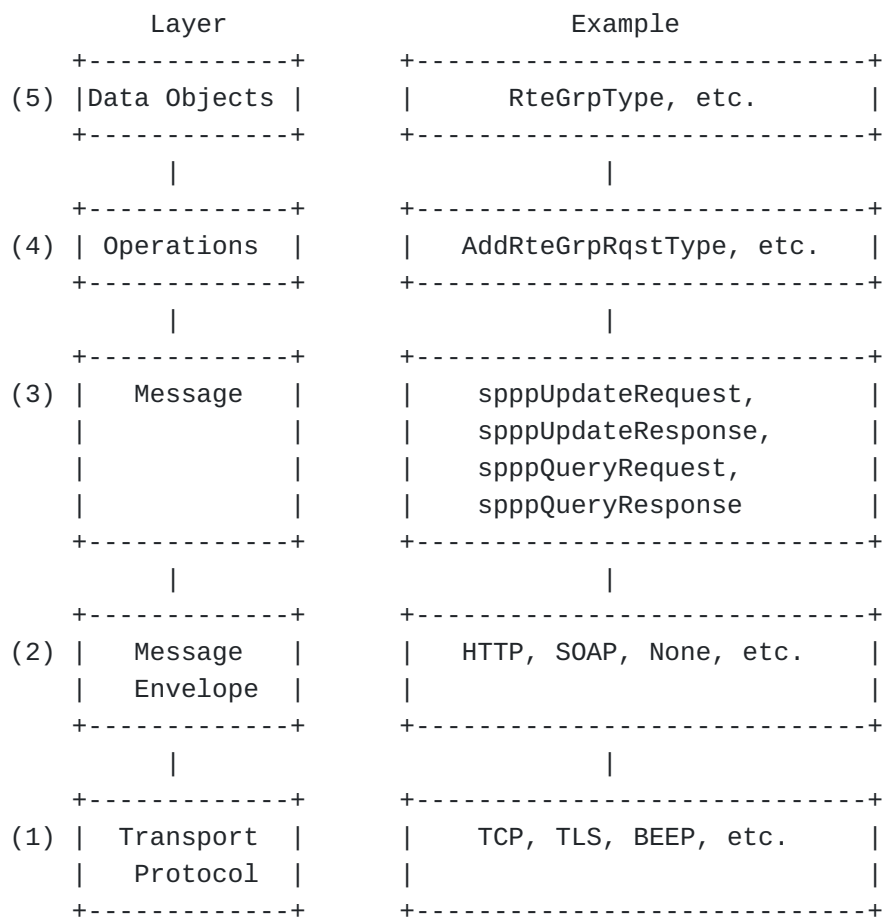 Layer                 Example
    +-------------+      +-----------------------------+
(5) |Data Objects |      |      RteGrpType, etc.       |
    +-------------+      +-----------------------------+
          |                            |
    +-------------+      +-----------------------------+
(4) | Operations  |      |   AddRteGrpRqstType, etc.   |
    +-------------+      +-----------------------------+
          |                            |
    +-------------+      +-----------------------------+
(3) |   Message   |      |    spppUpdateRequest,       |
    |             |      |    spppUpdateResponse,      |
    |             |      |    spppQueryRequest,        |
    |             |      |    spppQueryResponse        |
    +-------------+      +-----------------------------+
          |                            |
    +-------------+      +-----------------------------+
(2) |   Message   |      |   HTTP, SOAP, None, etc.    |
    |   Envelope  |      |                             |
    +-------------+      +-----------------------------+
          |                            |
    +-------------+      +-----------------------------+
(1) |  Transport  |      |    TCP, TLS, BEEP, etc.     |
    |   Protocol  |      |                             |
    +-------------+      +-----------------------------+